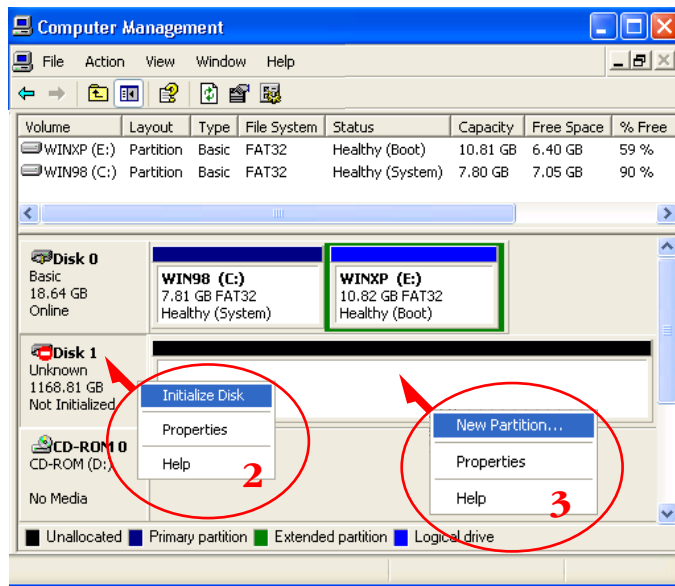 Computer Management
File Action View Window Help
Volume Layout Type File System Status Capacity Free Space % Free
WINXP (E:) Partition Basic FAT32 Healthy (Boot) 10.81 GB 6.40 GB 59 %
WIN98 (C:) Partition Basic FAT32 Healthy (System) 7.80 GB 7.05 GB 90 %
Disk 0
Basic
18.64 GB
Online
WIN98 (C:)
7.81 GB FAT32
Healthy (System)
WINXP (E:)
10.82 GB FAT32
Healthy (Boot)
Disk 1
Unknown
1168.81 GB
Not Initialized
Initialize Disk
Properties
Help
2
New Partition...
Properties
Help
3
CD-ROM 0
CD-ROM (D:)
No Media
Unallocated Primary partition Extended partition Logical drive